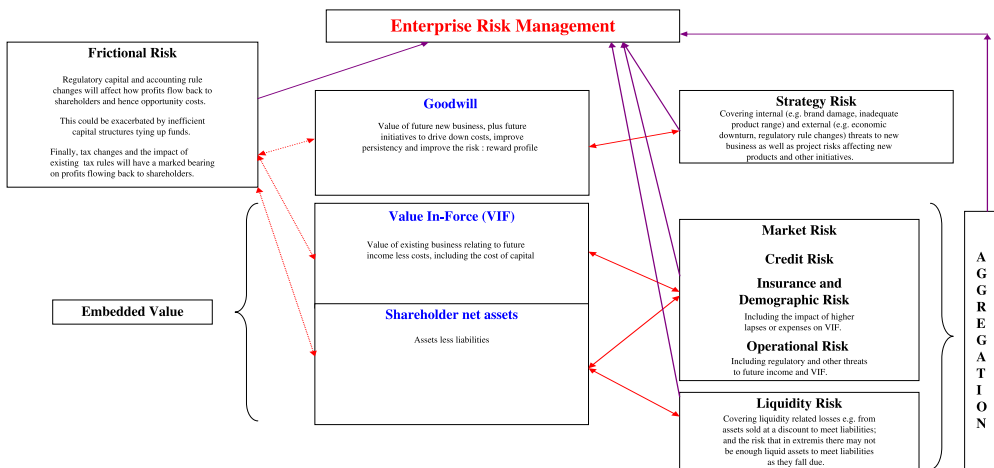 Enterprise Risk Management
Frictional Risk
Regulatory capital and accounting rule
changes will affect how profits flow back to
shareholders and hence opportunity costs.
This could be exacerbated by inefficient
capital structures tying up funds.
Finally, tax changes and the impact of
existing tax rules will have a marked bearing
on profits flowing back to shareholders.
Goodwill
Value of future new business, plus future
initiatives to drive down costs, improve
persistency and improve the risk : reward profile
Strategy Risk
Covering internal (e.g. brand damage, inadequate
product range) and external (e.g. economic
downturn, regulatory rule changes) threats to new
business as well as project risks affecting new
products and other initiatives.
Value In-Force (VIF)
Value of existing business relating to future
income less costs, including the cost of capital
Embedded Value
Shareholder net assets
Assets less liabilities
Market Risk
Credit Risk
Insurance and
Demographic Risk
Including the impact of higher
lapses or expenses on VIF.
Operational Risk
Including regulatory and other threats
to future income and VIF.
Liquidity Risk
Covering liquidity related losses e.g. from
assets sold at a discount to meet liabilities;
and the risk that in extremis there may not
be enough liquid assets to meet liabilities
as they fall due.
AGGREGATION